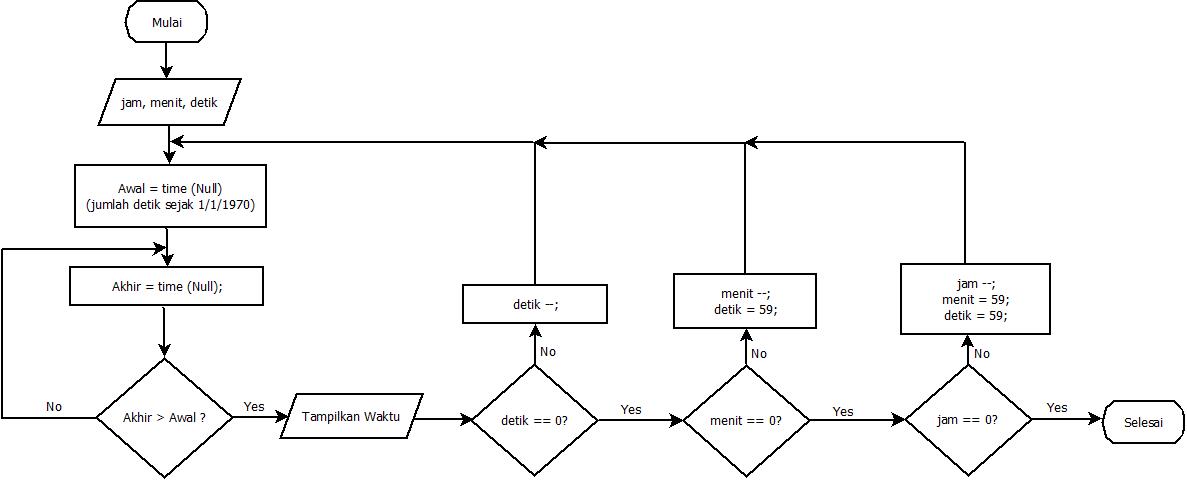 Mulai
jam, menit, detik
Awal = time (Null)
(jumlah detik sejak 1/1/1970)
Akhir = time (Null);
Akhir > Awal ?
No
Yes
Tampilkan Waktu
detik == 0?
No
detik --;
Yes
menit == 0?
No
menit --;
detik = 59;
Yes
jam == 0?
No
jam --;
menit = 59;
detik = 59;
Yes
Selesai